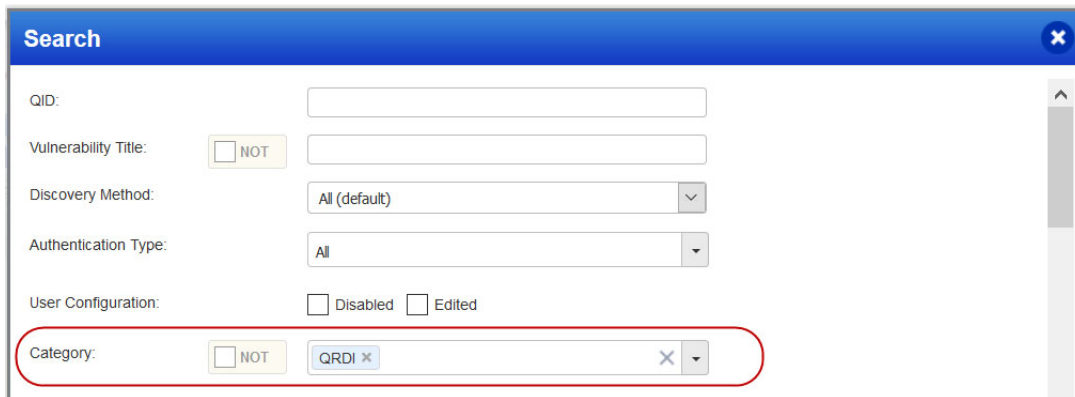 Search
QID:
Vulnerability Title: NOT
Discovery Method: All (default)
Authentication Type: All
User Configuration: Disabled Edited
Category: NOT QRDI